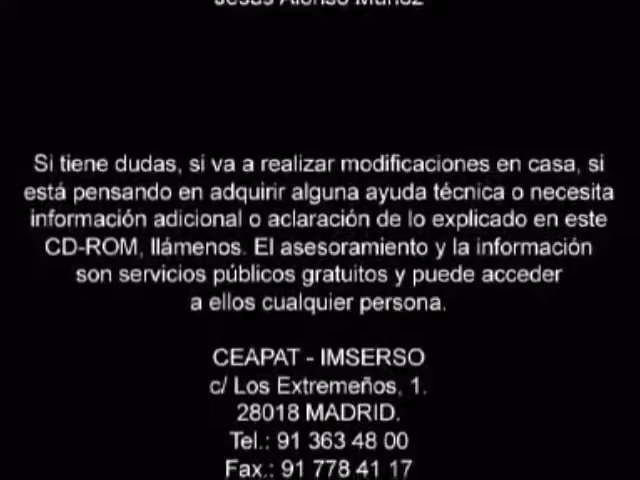 Jesús Alonso Muñoz
Si tiene dudas, si va a realizar modificaciones en casa, si
está pensando en adquirir alguna ayuda técnica o necesita
información adicional o aclaración de lo explicado en este
CD-ROM, llámenos. El asesoramiento y la información
son servicios públicos gratuitos y puede acceder
a ellos cualquier persona.
CEAPAT - IMSERSO
c/ Los Extremeños, 1.
28018 MADRID.
Tel.: 91 363 48 00
Fax.: 91 778 41 17